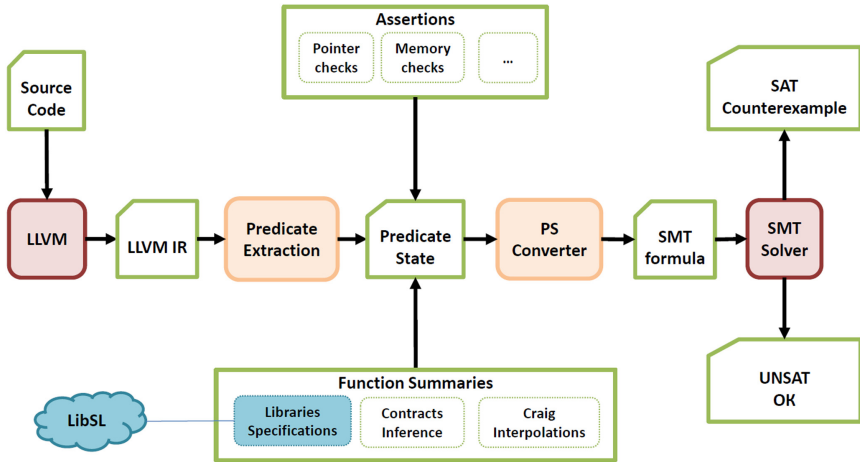 Assertions
Pointer
checks
Memory
checks
...
Source
Code
SAT
Counterexample
LLVM
LLVM IR
Predicate
Extraction
Predicate
State
PS
Converter
SMT
formula
SMT
Solver
Function Summaries
LibSL
Libraries
Specifications
Contracts
Inference
Craig
Interpolations
UNSAT
OK